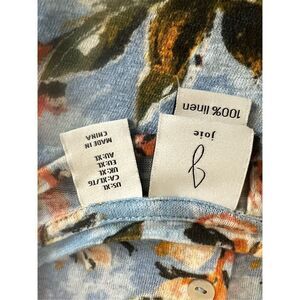 100% linen
joie
j
US:XL
CA:XL/TG
UK:XL
EU:XL
AU:XL
MADE IN
CHINA